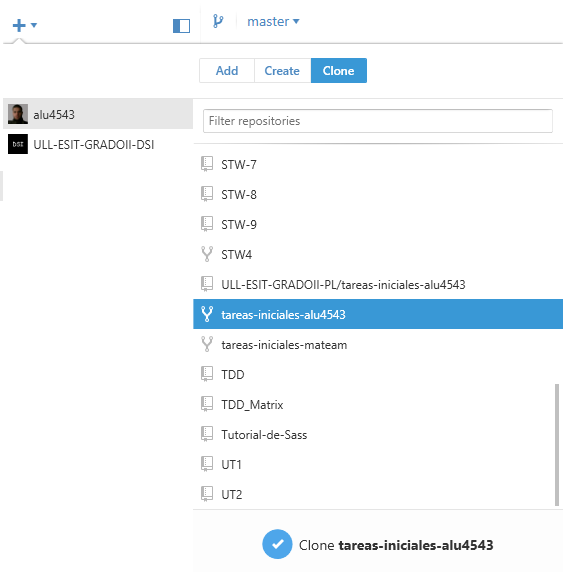 master
Add Create Clone
alu4543
ULL-ESIT-GRADOII-DSI
Filter repositories
STW-7
STW-8
STW-9
STW4
ULL-ESIT-GRADOII-PL/tareas-iniciales-alu4543
tareas-iniciales-alu4543
tareas-iniciales-mateam
TDD
TDD_Matrix
Tutorial-de-Sass
UT1
UT2
Clone tareas-iniciales-alu4543